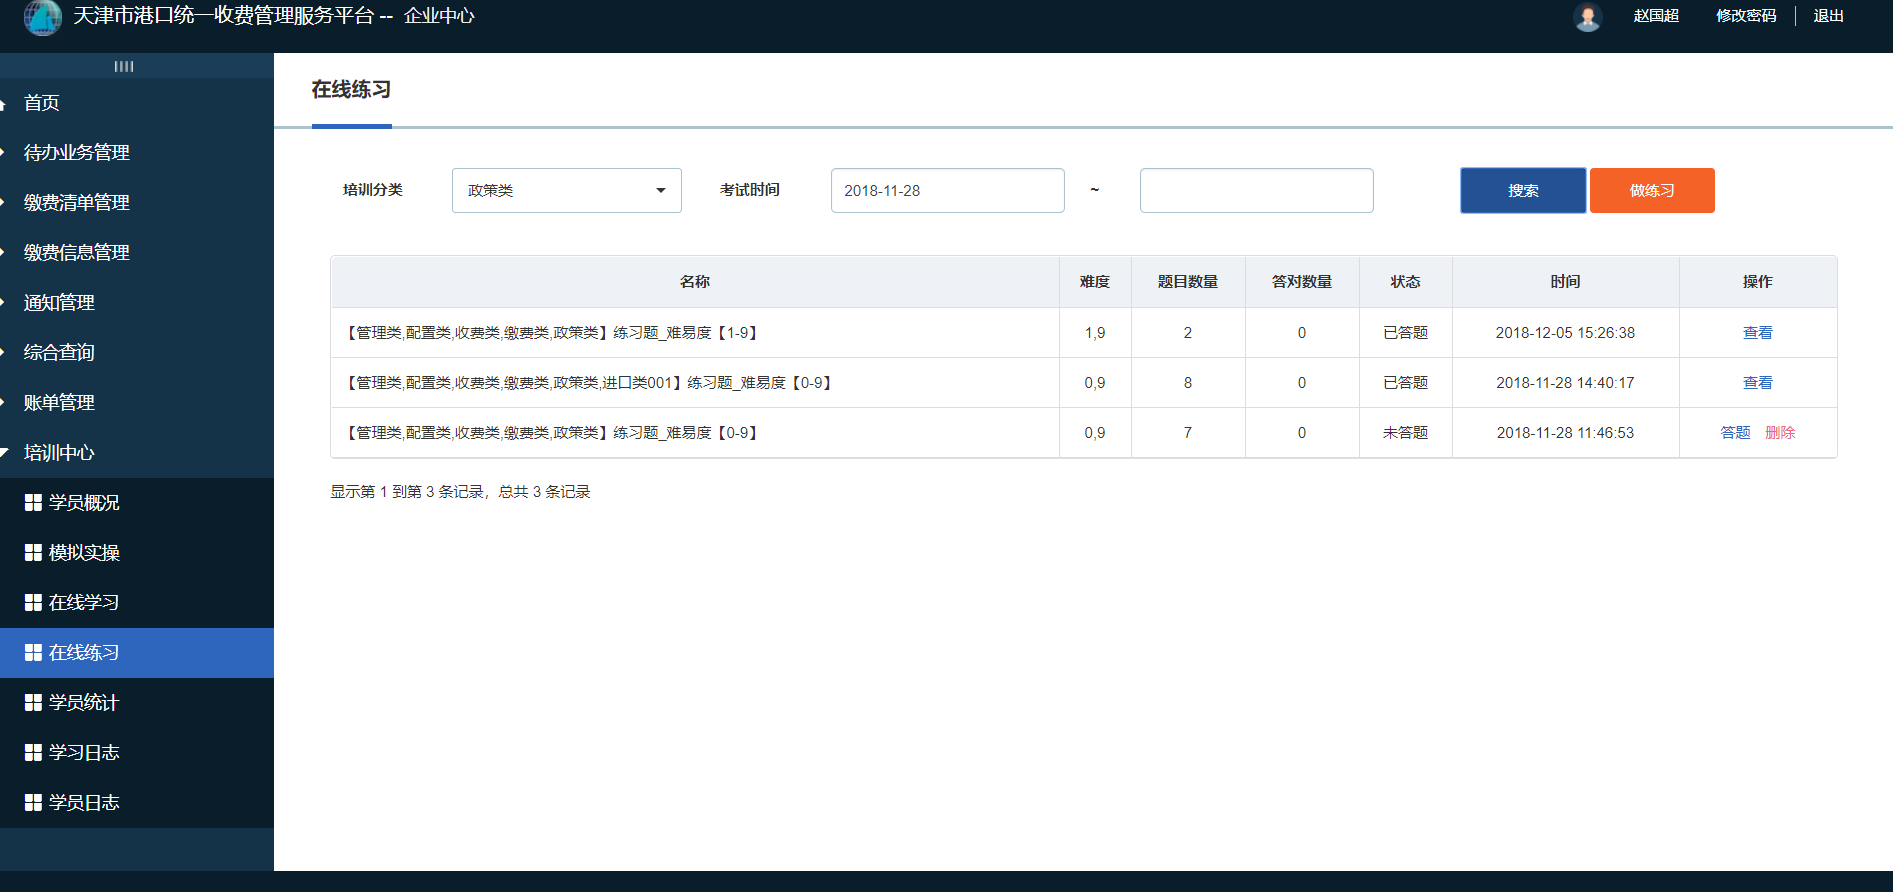 天津市港口统一收费管理服务平台 -- 企业中心
赵国超 修改密码 退出
首页
待办业务管理
缴费清单管理
缴费信息管理
通知管理
综合查询
账单管理
培训中心
学员概况
模拟实操
在线学习
在线练习
学员统计
学习日志
学员日志
在线练习
培训分类 政策类 考试时间 2018-11-28 ~ 搜索 做练习
名称 难度 题目数量 答对数量 状态 时间 操作
【管理类,配置类,收费类,缴费类,政策类】练习题_难易度【1-9】 1,9 2 0 已答题 2018-12-05 15:26:38 查看
【管理类,配置类,收费类,缴费类,政策类,进口类001】练习题_难易度【0-9】 0,9 8 0 已答题 2018-11-28 14:40:17 查看
【管理类,配置类,收费类,缴费类,政策类】练习题_难易度【0-9】 0,9 7 0 未答题 2018-11-28 11:46:53 答题 删除
显示第 1 到第 3 条记录，总共 3 条记录